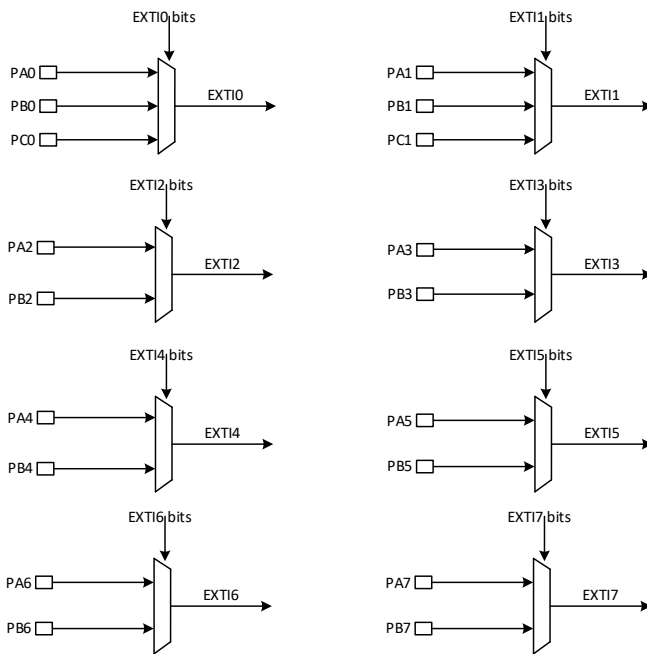 EXTI0 bits
PA0
PB0
PC0
EXTI0
EXTI1 bits
PA1
PB1
PC1
EXTI1
EXTI2 bits
PA2
PB2
EXTI2
EXTI3 bits
PA3
PB3
EXTI3
EXTI4 bits
PA4
PB4
EXTI4
EXTI5 bits
PA5
PB5
EXTI5
EXTI6 bits
PA6
PB6
EXTI6
EXTI7 bits
PA7
PB7
EXTI7